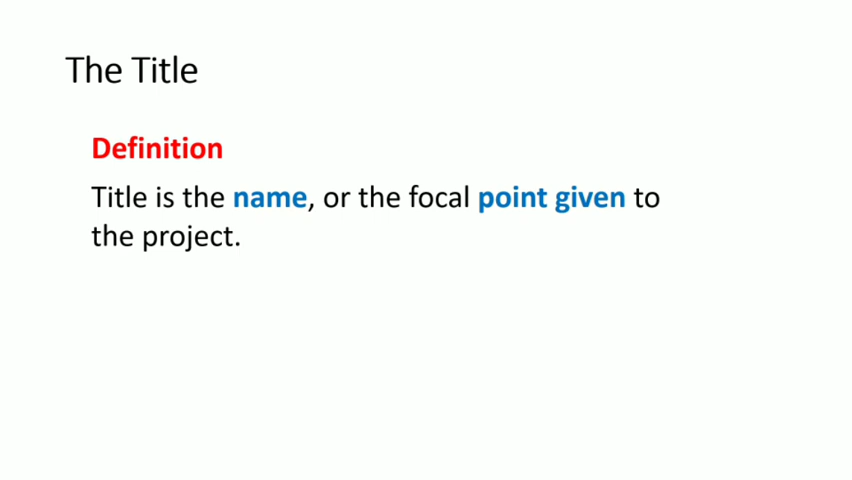 The Title
Definition
Title is the name, or the focal point given to
the project.